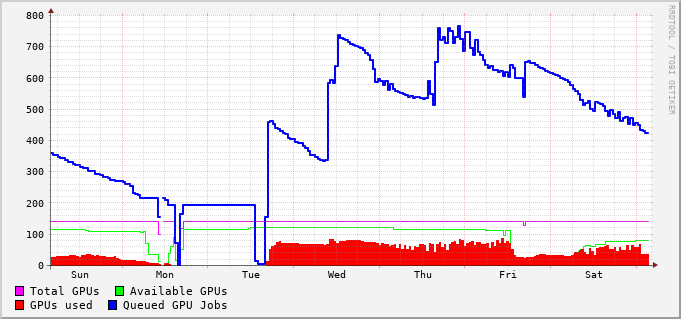 800
700
600
500
400
300
200
100
0
Sun Mon Tue Wed Thu Fri Sat
Total GPUs Available GPUs
GPUs used Queued GPU Jobs
RRDTOOL / TOBI OETIKER